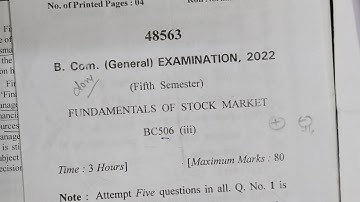 No. of Printed Pages : 04
48563
B. Com. (General) EXAMINATION, 2022
(Fifth Semester)
FUNDAMENTALS OF STOCK MARKET
BC506 (iii)
Time : 3 Hours] [Maximum Marks : 80
Note : Attempt Five questions in all. Q. No. 1 is